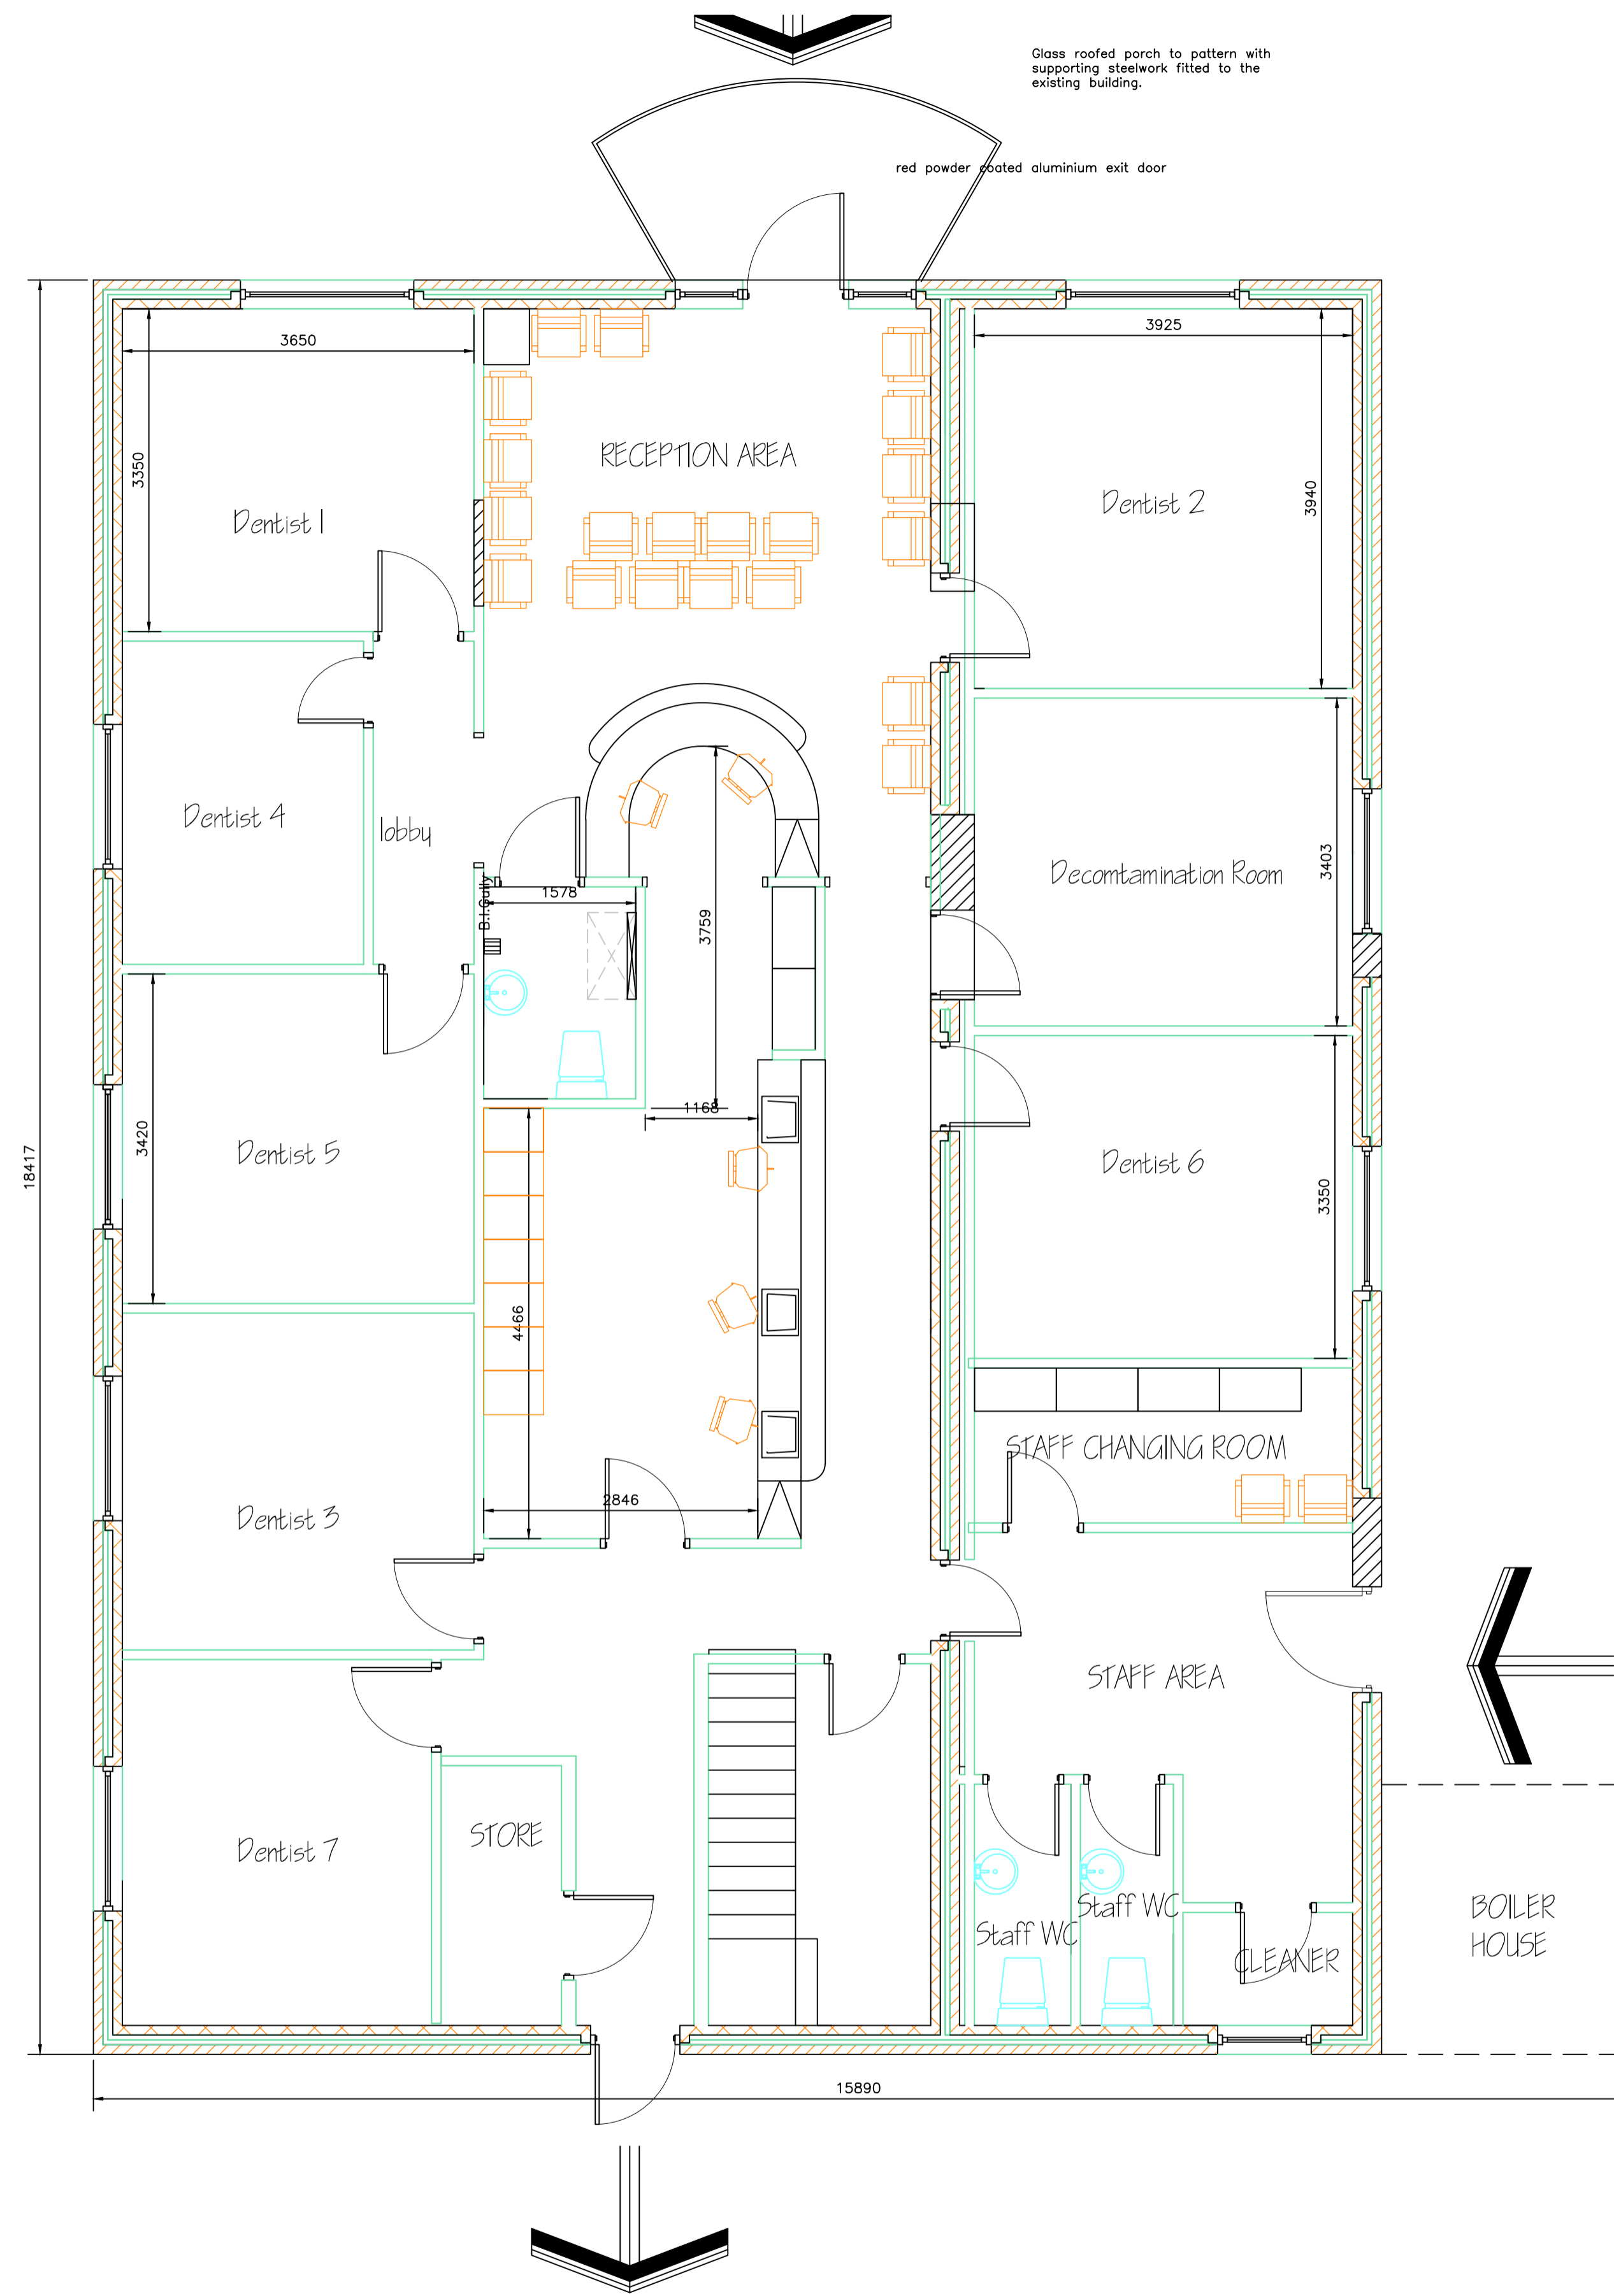 Glass roofed porch to pattern with
supporting steelwork fitted to the
existing building.
red powder coated aluminium exit door
3650
3925
3350
RECEPTION AREA
3940
Dentist 1
Dentist 2
Dentist 4
lobby
3403
Decomtamination Room
B.I.Gully
1578
3759
1168
18417
3420
Dentist 5
Dentist 6
3350
4466
STAFF CHANGING ROOM
2846
Dentist 3
STAFF AREA
STORE
Dentist 7
Staff WC
Staff WC
CLEANER
BOILER
HOUSE
15890